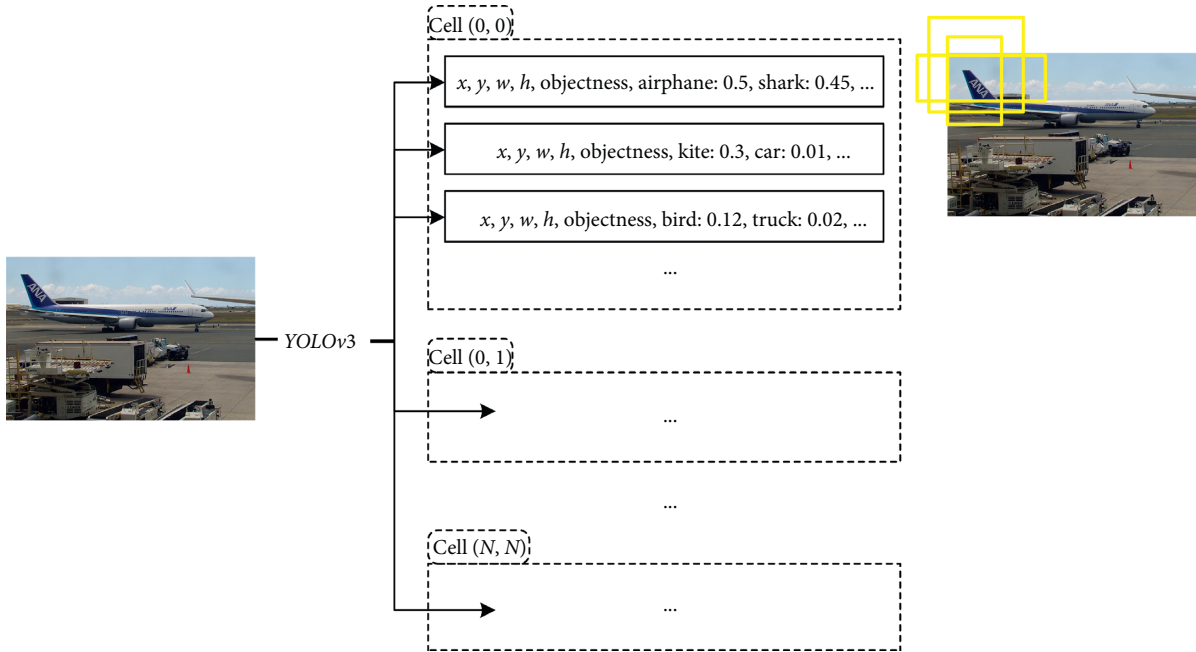 Cell (0, 0)
x, y, w, h, objectness, airphane: 0.5, shark: 0.45, ...
x, y, w, h, objectness, kite: 0.3, car: 0.01, ...
x, y, w, h, objectness, bird: 0.12, truck: 0.02, ...
...
ANA
ANA
YOLOv3
Cell (0, 1)
...
...
Cell (N, N)
...